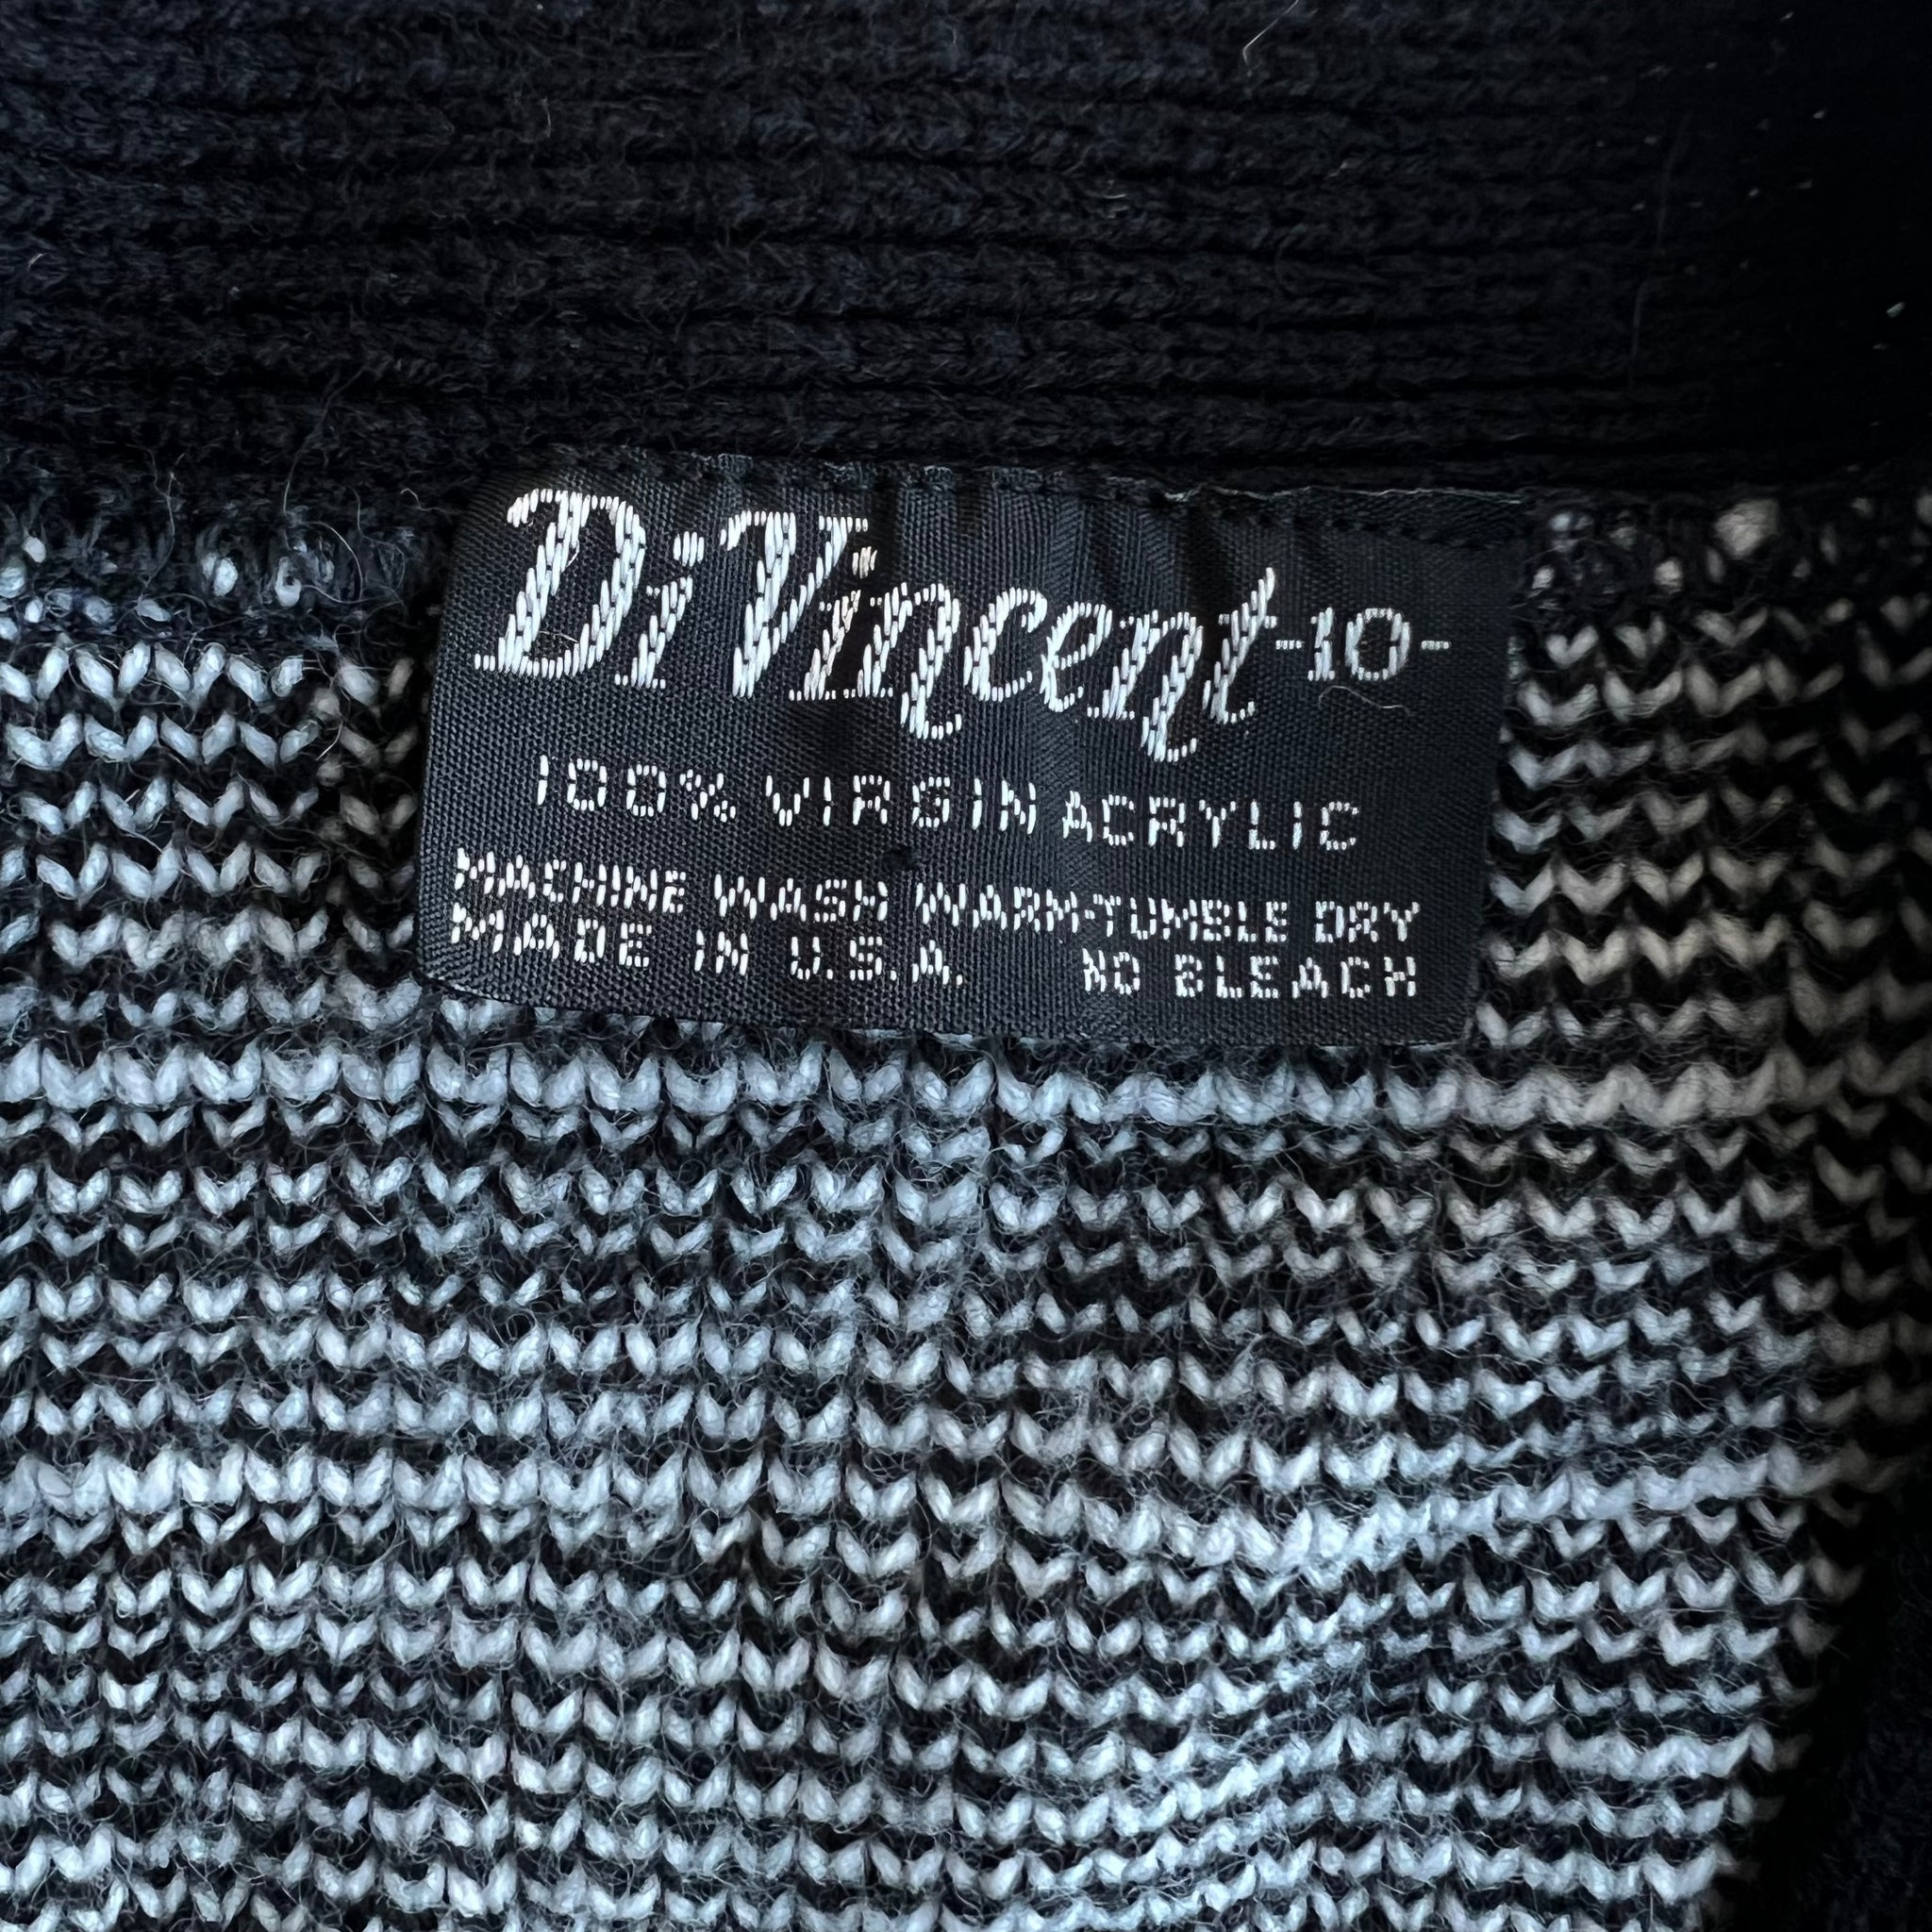 DiVincent -10-
100% VIRGIN ACRYLIC
MACHINE WASH WARM-TUMBLE DRY
MADE IN U.S.A. NO BLEACH